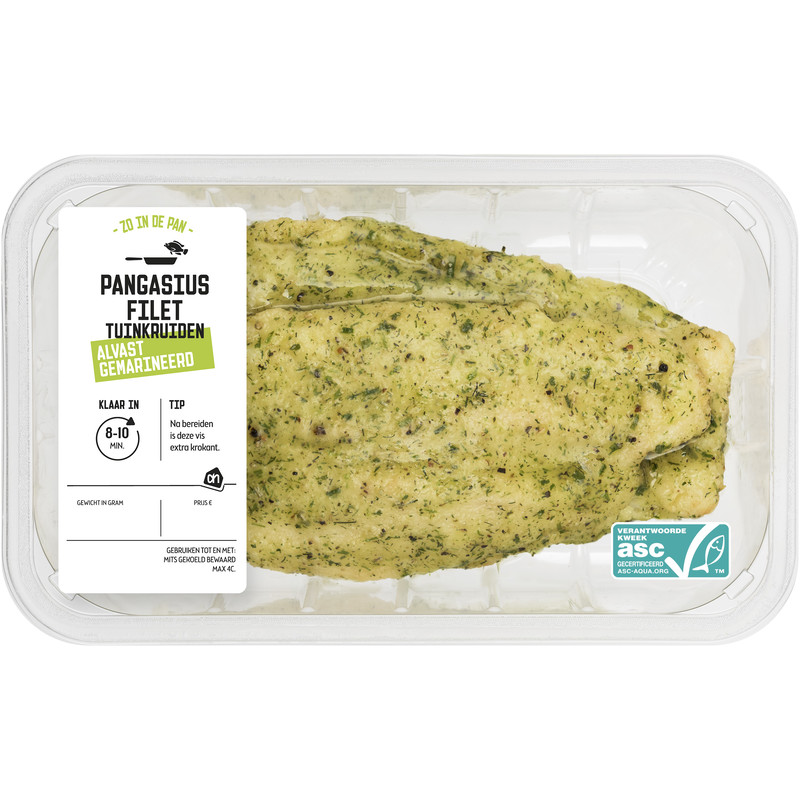 - ZO IN DE PAN -
PANGASIUS
FILET
TUINKRUIDEN
ALVAST
GEMARINEERD
KLAAR IN
8-10
MIN.
TIP
Na bereiden
is deze vis
extra krokant.
ah
GEWICHT IN GRAM
PRIJS €
GEBRUIKEN TOT EN MET:
MITS GEKOELD BEWAARD
MAX 4C.
VERANTWOORDE
KWEEK
asc
GECERTIFICEERD
ASC-AQUA.ORG
TM